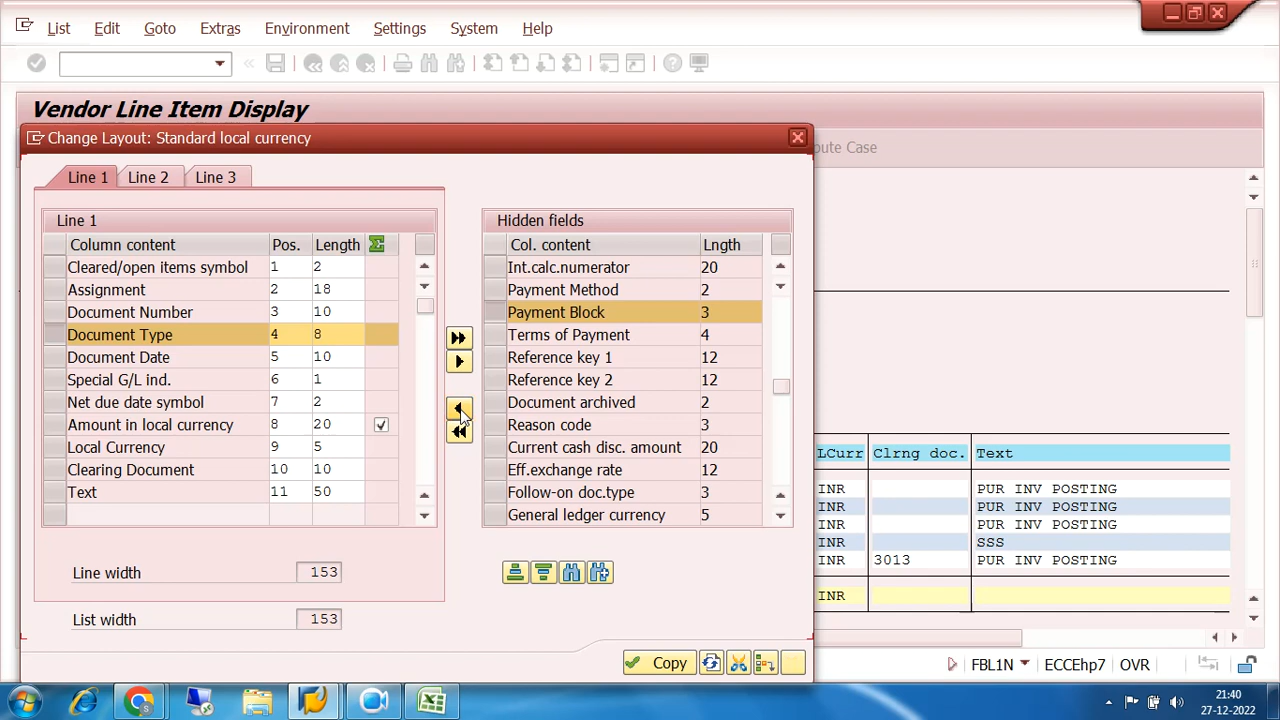 List Edit Goto Extras Environment Settings System Help
Vendor Line Item Display
Change Layout: Standard local currency
bute Case
Line 1 Line 2 Line 3
Line 1
Hidden fields
Column content Pos. Length
Col. content Lngth
Cleared/open items symbol 1 2
Int.calc.numerator 20
Assignment 2 18
Payment Method 2
Document Number 3 10
Payment Block 3
Document Type 4 8
Terms of Payment 4
Document Date 5 10
Reference key 1 12
Special G/L ind. 6 1
Reference key 2 12
Net due date symbol 7 2
Document archived 2
Amount in local currency 8 20
Reason code 3
Local Currency 9 5
Current cash disc. amount 20
Clearing Document 10 10
Eff.exchange rate 12
Text 11 50
Follow-on doc.type 3
General ledger currency 5
LCurr Clrng doc. Text
INR PUR INV POSTING
INR PUR INV POSTING
INR PUR INV POSTING
INR SSS
INR 3013 PUR INV POSTING
INR
Line width 153
List width 153
Copy
FBL1N ECCEhp7 OVR
21:40
27-12-2022